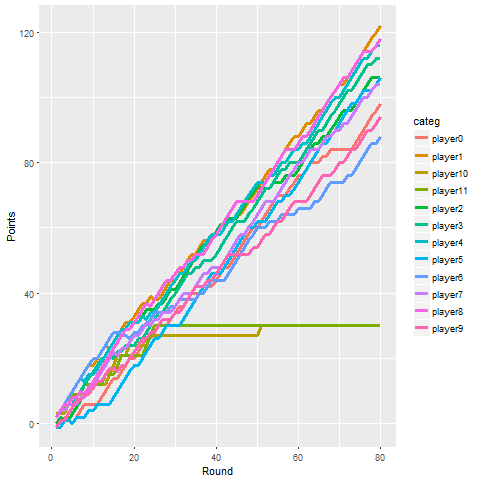 120
80
40
0
Points
0
20
40
60
80
Round
categ
player0
player1
player10
player11
player2
player3
player4
player5
player6
player7
player8
player9